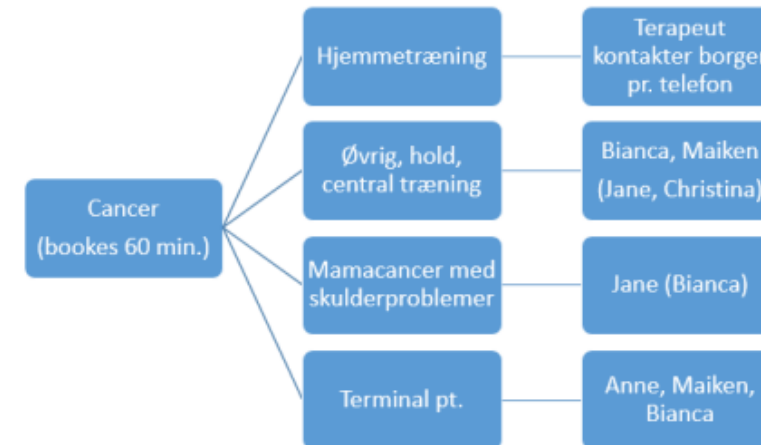 Cancer
(bookes 60 min.)
Hjemmetræning
Terapeut
kontakter borger
pr. telefon
Øvrig, hold,
central træning
Bianca, Maiken
(Jane, Christina)
Mamacancer med
skulderproblemer
Jane (Bianca)
Terminal pt.
Anne, Maiken,
Bianca